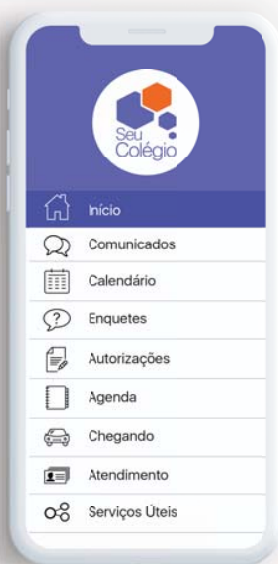 Seu
Colégio
Início
Comunicados
Calendário
Enquetes
Autorizações
Agenda
Chegando
Atendimento
Serviços Úteis